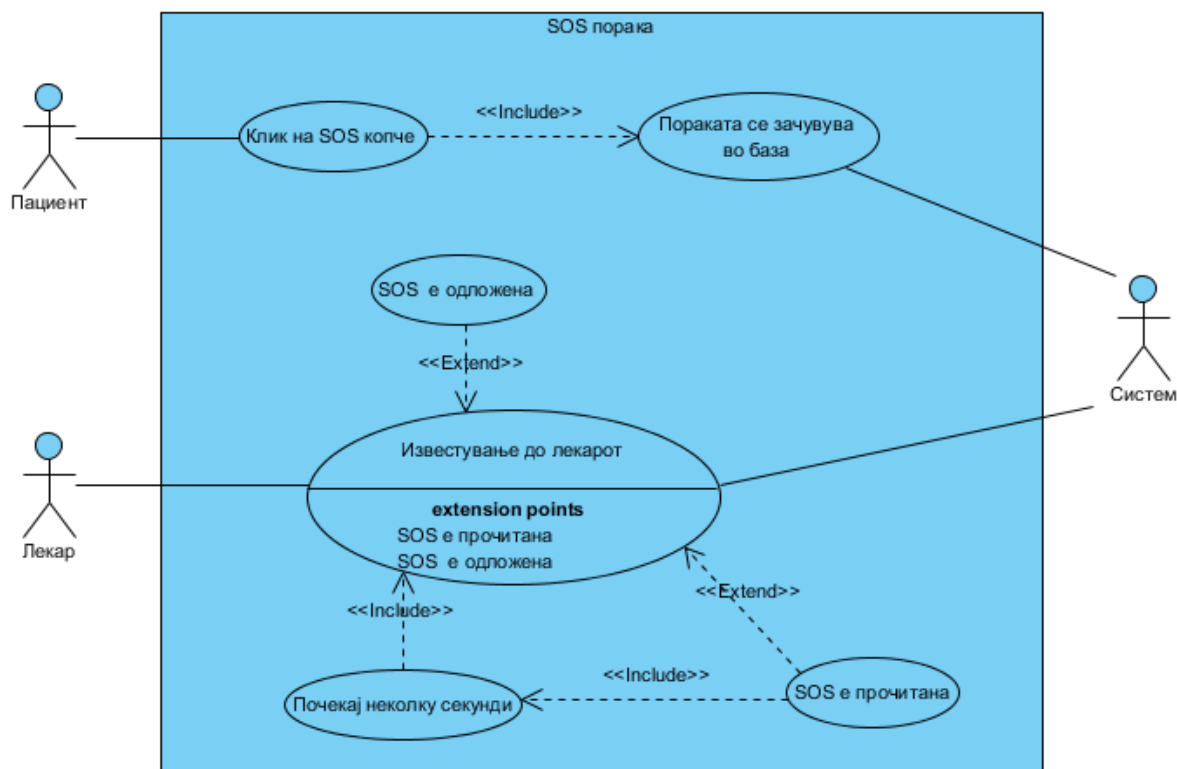 SOS порака
<<Include>>
Клик на SOS копче
Пораката се зачувува
во база
Пациент
SOS е одложена
<<Extend>>
Систем
Известување до лекарот
extension points
SOS е прочитана
SOS е одложена
Лекар
<<Extend>>
<<Include>>
<<Include>>
Почекај неколку секунди
SOS е прочитана